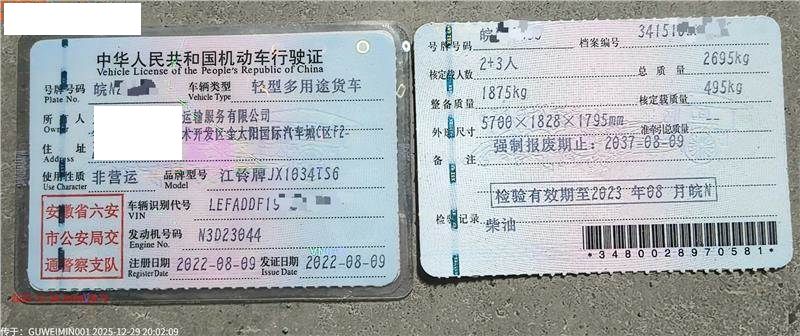 中华人民共和国机动车行驶证
Vehicle License of the People's Republic of China
号牌号码 皖N 车辆类型 轻型多用途货车
Plate No. Vehicle Type
所有人 运输服务有限公司
术开发区金太阳国际汽车城C区F2-
住址
使用性质 非营运 品牌型号 江铃牌JX1034TS6
Use Character Model
安徽省六安
市公安局交
通警察支队
车辆识别代号 LEFADDF19
VIN
发动机号码 N3D23044
Engine No.
注册日期 2022-08-09 发证日期 2022-08-09
Register Date Issue Date
号牌号码 皖 档案编号 34151
核定载人数 2+3人 总质量 2695kg
整备质量 1875kg 核定载质量 495kg
外廓尺寸 5700×1828×1795mm 准牵引总质量
备注 强制报废期止：2037-08-09
检验有效期至2023 年08 月皖N
检验记录
柴油
*3480028970581*
传于：GUWEIMIN001 2025-12-29 20:02:09